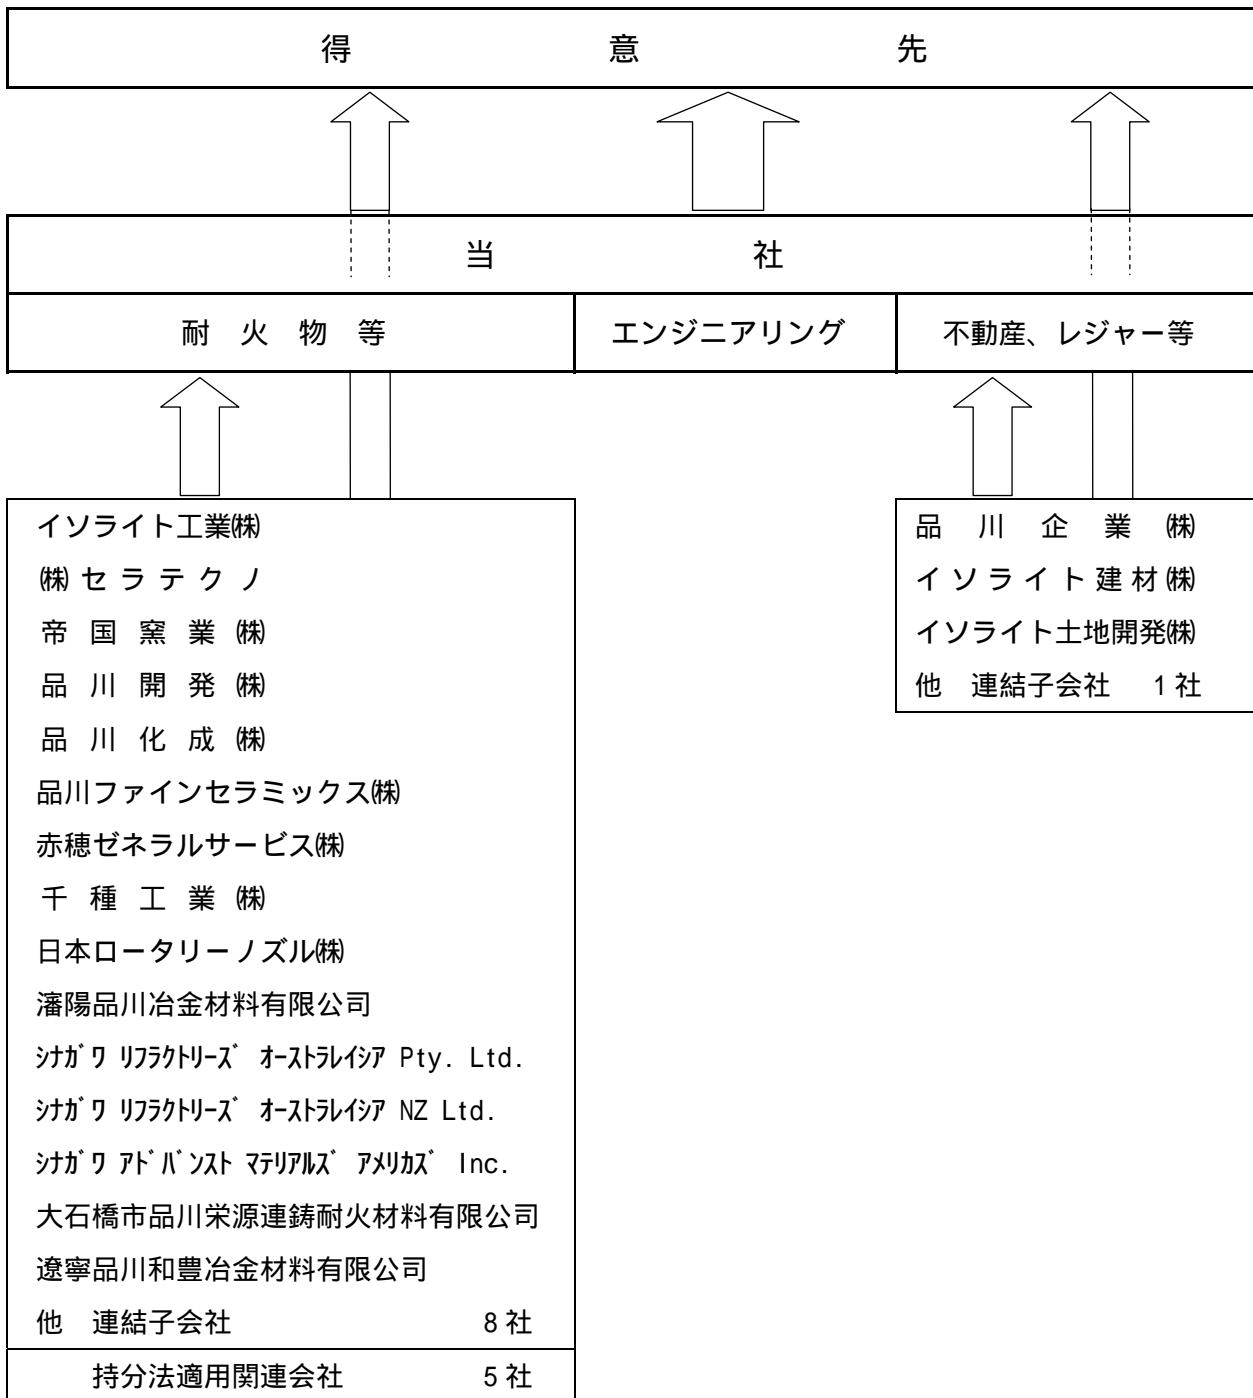 得意先
当社
耐火物等
エンジニアリング
不動産、レジャー等
イソライト工業㈱
㈱セラテクノ
帝国窯業㈱
品川開発㈱
品川化成㈱
品川ファインセラミックス㈱
赤穂ゼネラルサービス㈱
千種工業㈱
日本ロータリーノズル㈱
瀋陽品川冶金材料有限公司
ｼﾅｶﾞﾜ ﾘﾌﾗｸﾄﾘｰｽﾞ ｵｰｽﾄﾗﾚｲｼｱ Pty. Ltd.
ｼﾅｶﾞﾜ ﾘﾌﾗｸﾄﾘｰｽﾞ ｵｰｽﾄﾗﾚｲｼｱ NZ Ltd.
ｼﾅｶﾞﾜ ｱﾄﾞﾊﾞﾝｽﾄ ﾏﾃﾘｱﾙｽﾞ ｱﾒﾘｶｽﾞ Inc.
大石橋市品川栄源連鋳耐火材料有限公司
遼寧品川和豊冶金材料有限公司
他 連結子会社 8社
持分法適用関連会社 5社
品川企業㈱
イソライト建材㈱
イソライト土地開発㈱
他 連結子会社 1社